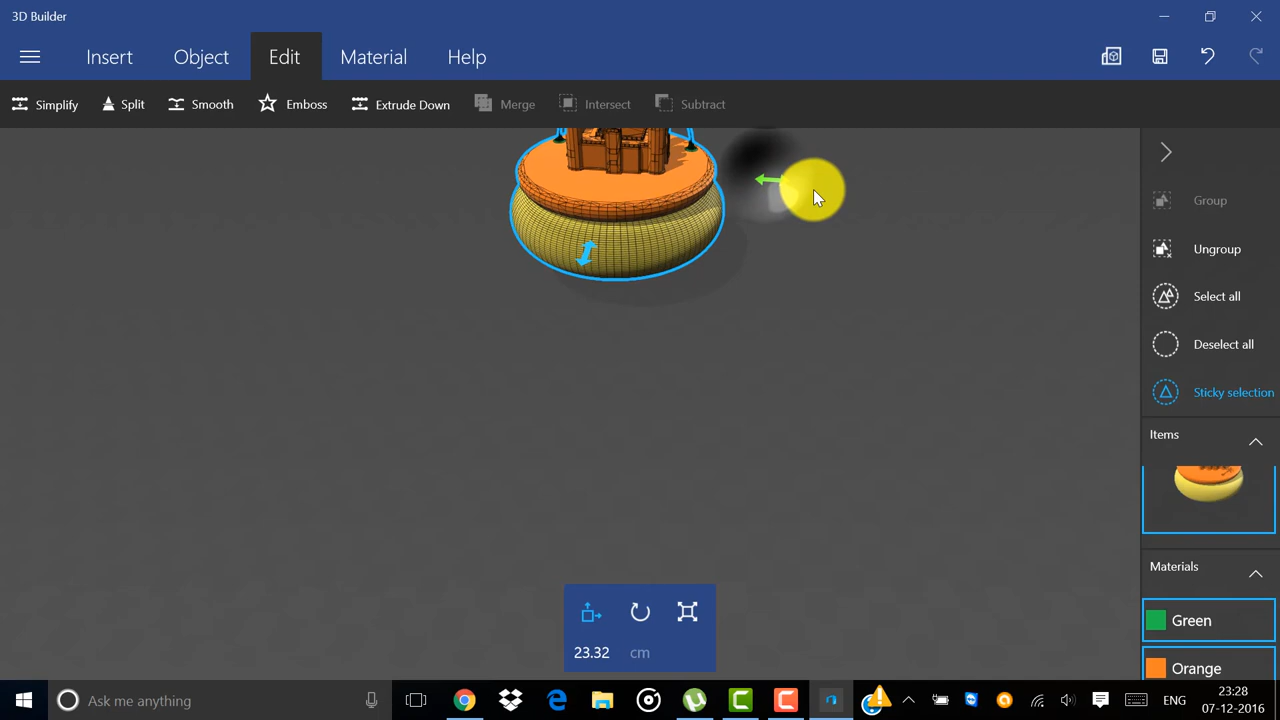 3D Builder
Insert Object Edit Material Help
Simplify Split Smooth Emboss Extrude Down Merge Intersect Subtract
Group
Ungroup
Select all
Deselect all
Sticky selection
Items
Materials
Green
Orange
23.32 cm
Ask me anything
ENG
23:28
07-12-2016